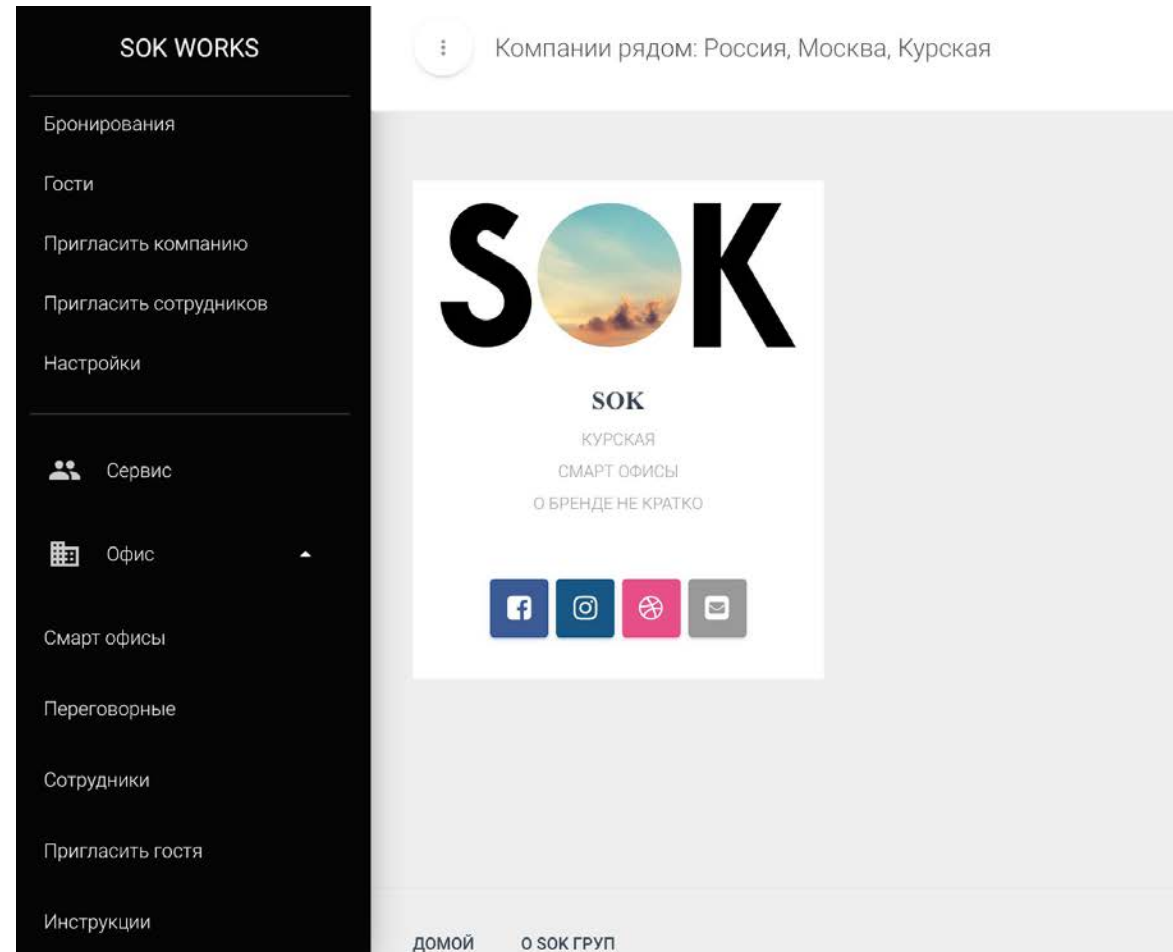 SOK WORKS
Бронирования
Гости
Пригласить компанию
Пригласить сотрудников
Настройки
Сервис
Офис
Смарт офисы
Переговорные
Сотрудники
Пригласить гостя
Инструкции
Компании рядом: Россия, Москва, Курская
SOK
SOK
КУРСКАЯ
СМАРТ ОФИСЫ
О БРЕНДЕ НЕ КРАТКО
ДОМОЙ О SOK ГРУП